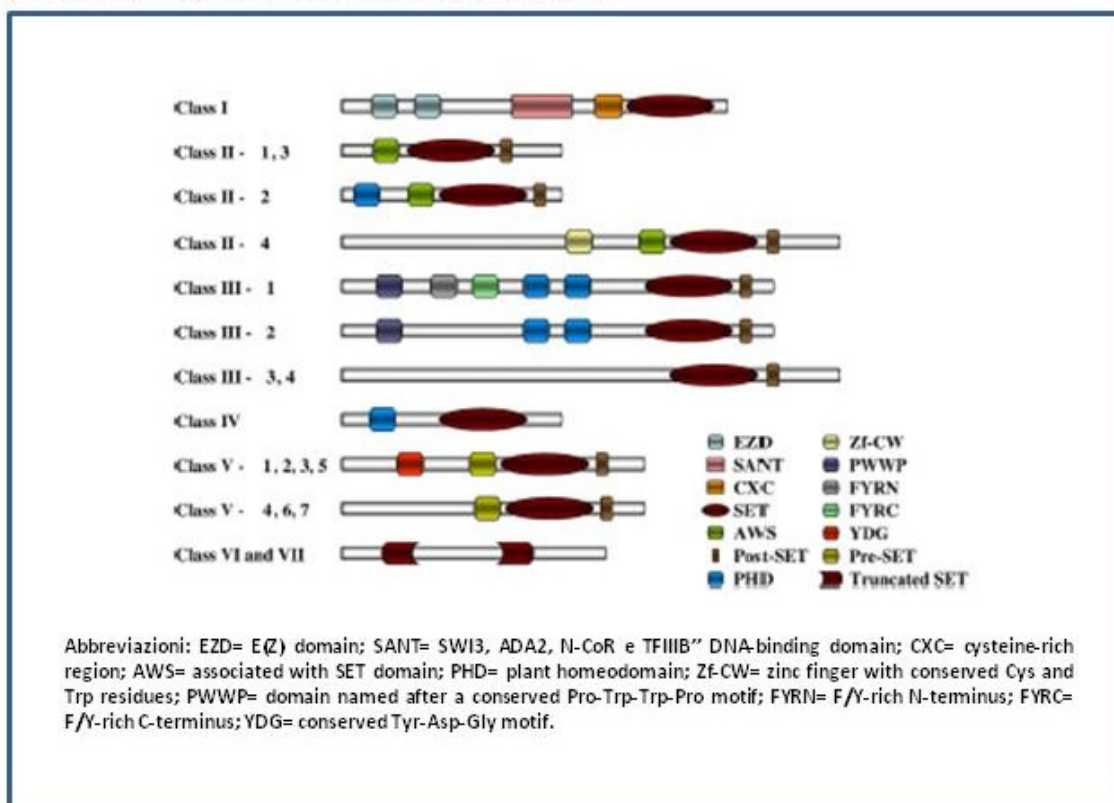 Class I
Class II - 1, 3
Class II - 2
Class II - 4
Class III - 1
Class III - 2
Class III - 3, 4
Class IV
Class V - 1, 2, 3, 5
Class V - 4, 6, 7
Class VI and VII
EZD
SANT
CXC
SET
AWS
Post-SET
PHD
Zf-CW
PWWP
FYRN
FYRC
YDG
Pre-SET
Truncated SET
Abbreviazioni: EZD= E(Z) domain; SANT= SWI3, ADA2, N-CoR e TFIIIB” DNA-binding domain; CXC= cysteine-rich
region; AWS= associated with SET domain; PHD= plant homeodomain; Zf-CW= zinc finger with conserved Cys and
Trp residues; PWWP= domain named after a conserved Pro-Trp-Trp-Pro motif; FYRN= F/Y-rich N-terminus; FYRC=
F/Y-rich C-terminus; YDG= conserved Tyr-Asp-Gly motif.